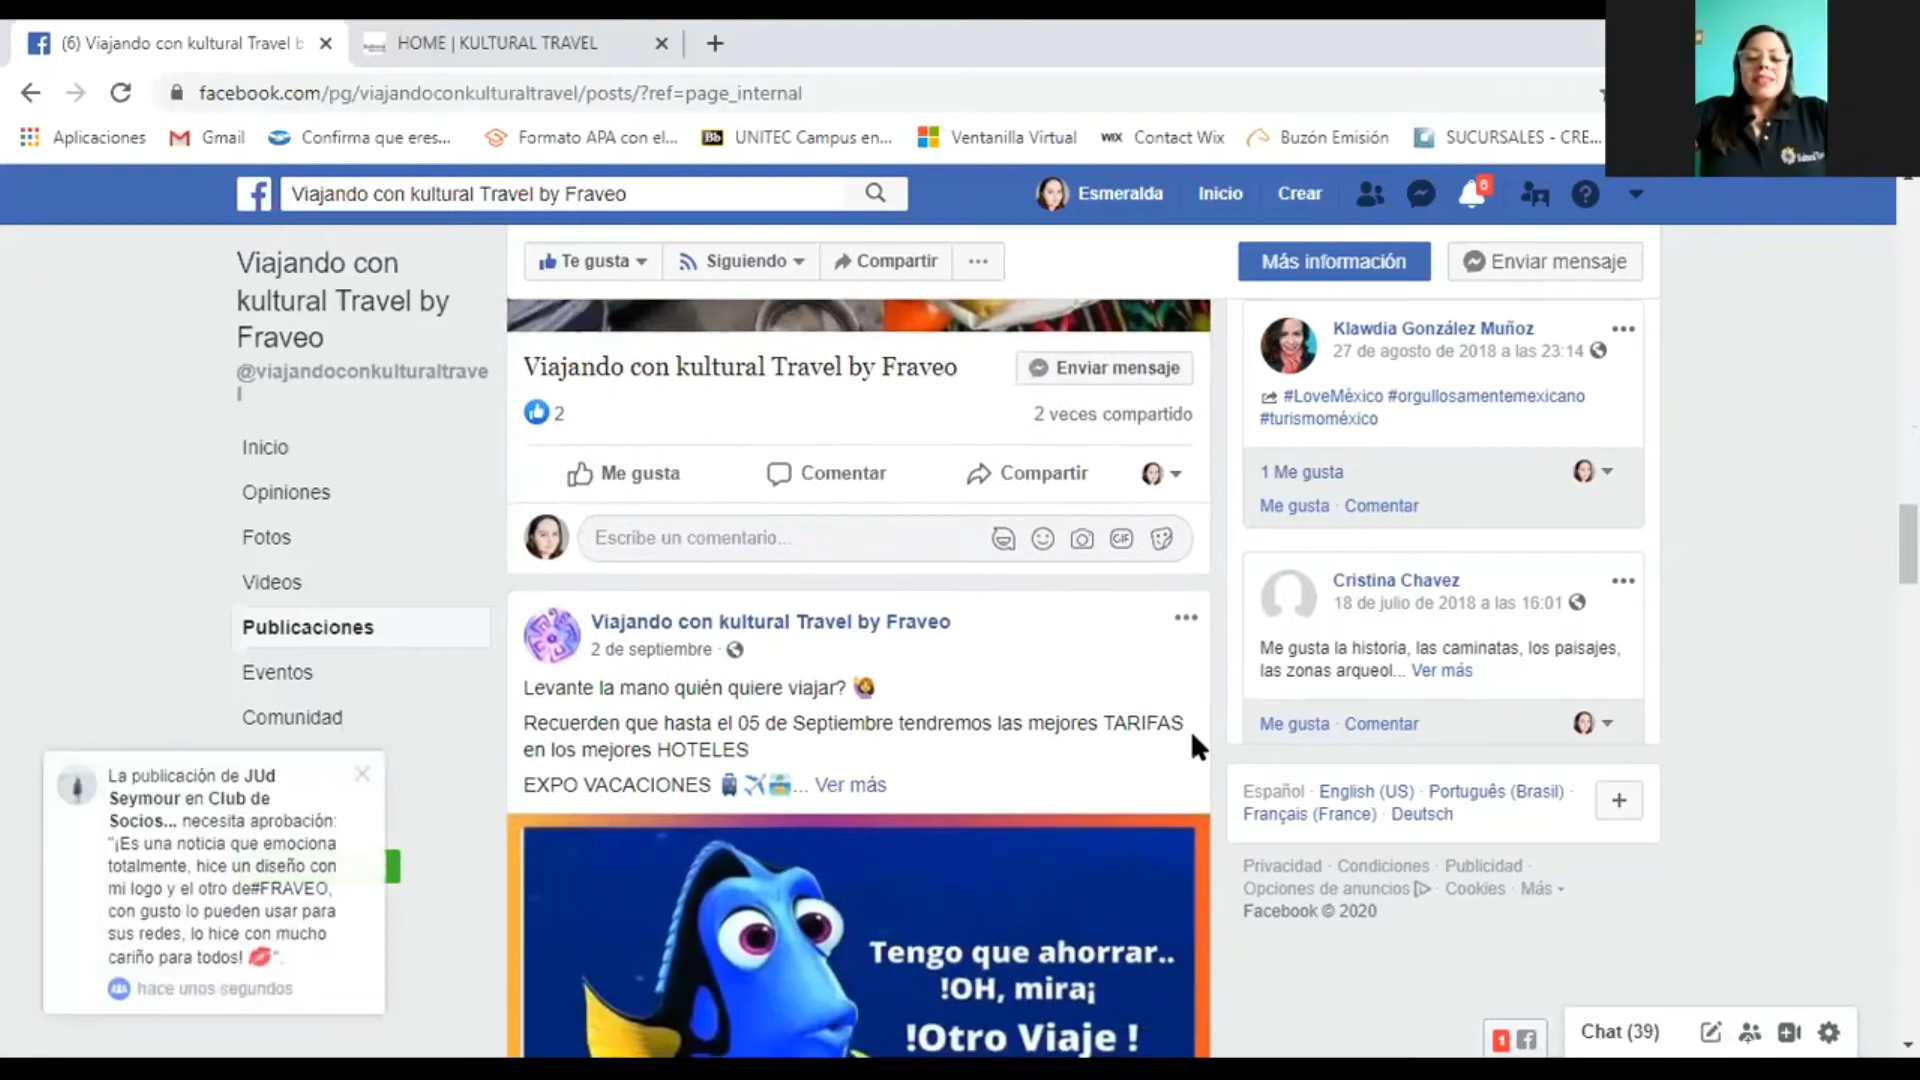 (6) Viajando con kultural Travel b
HOME | KULTURAL TRAVEL
facebook.com/pg/viajandoconkulturaltravel/posts/?ref=page_internal
Aplicaciones
Gmail
Confirma que eres...
Formato APA con el...
Bb
UNITEC Campus en...
Ventanilla Virtual
WIX
Contact Wix
Buzón Emisión
SUCURSALES - CRE...
Viajando con kultural Travel by Fraveo
Esmeralda
Inicio
Crear
6
Viajando con
kultural Travel by
Fraveo
@viajandoconkulturaltrave
l
Inicio
Opiniones
Fotos
Videos
Publicaciones
Eventos
Comunidad
Te gusta
Siguiendo
Compartir
Más información
Enviar mensaje
Viajando con kultural Travel by Fraveo
Enviar mensaje
2
2 veces compartido
Me gusta
Comentar
Compartir
Escribe un comentario...
GIF
Viajando con kultural Travel by Fraveo
2 de septiembre ·
Levante la mano quién quiere viajar? 🙋
Recuerden que hasta el 05 de Septiembre tendremos las mejores TARIFAS
en los mejores HOTELES
EXPO VACACIONES 🧳✈️🏝️... Ver más
Tengo que ahorrar..
!OH, mira¡
!Otro Viaje !
Klawdia González Muñoz
27 de agosto de 2018 a las 23:14
#LoveMéxico #orgullosamentemexicano
#turismoméxico
1 Me gusta
Me gusta · Comentar
Cristina Chavez
18 de julio de 2018 a las 16:01
Me gusta la historia, las caminatas, los paisajes,
las zonas arqueol... Ver más
Me gusta · Comentar
Español · English (US) · Português (Brasil) ·
Français (France) · Deutsch
Privacidad · Condiciones · Publicidad ·
Opciones de anuncios · Cookies · Más
Facebook © 2020
La publicación de JUd
Seymour en Club de
Socios... necesita aprobación:
"¡Es una noticia que emociona
totalmente, hice un diseño con
mi logo y el otro de#FRAVEO,
con gusto lo pueden usar para
sus redes, lo hice con mucho
cariño para todos! 💋".
hace unos segundos
1
Chat (39)